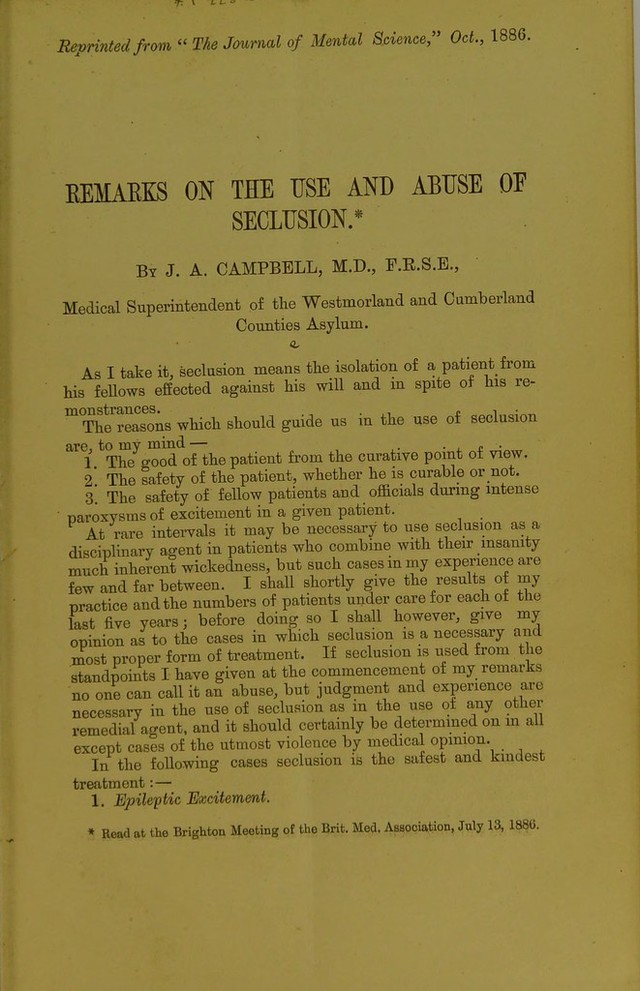 Reprinted from “The Journal of Mental Science,” Oct., 1886.
REMARKS ON THE USE AND ABUSE OF
SECLUSION.*
By J. A. CAMPBELL, M.D., F.R.S.E.,
Medical Superintendent of the Westmorland and Cumberland
Counties Asylum.
As I take it, seclusion means the isolation of a patient from
his fellows effected against his will and in spite of his re-
monstrances.
The reasons which should guide us in the use of seclusion
are, to my mind—
1. The good of the patient from the curative point of view.
2. The safety of the patient, whether he is curable or not.
3. The safety of fellow patients and officials during intense
paroxysms of excitement in a given patient.
At rare intervals it may be necessary to use seclusion as a
disciplinary agent in patients who combine with their insanity
much inherent wickedness, but such cases in my experience are
few and far between. I shall shortly give the results of my
practice and the numbers of patients under care for each of the
last five years; before doing so I shall however, give my
opinion as to the cases in which seclusion is a necessary and
most proper form of treatment. If seclusion is used from the
standpoints I have given at the commencement of my remarks
no one can call it an abuse, but judgment and experience are
necessary in the use of seclusion as in the use of any other
remedial agent, and it should certainly be determined on in all
except cases of the utmost violence by medical opinion.
In the following cases seclusion is the safest and kindest
treatment:—
1. Epileptic Excitement.
* Read at the Brighton Meeting of the Brit. Med. Association, July 13, 1886.